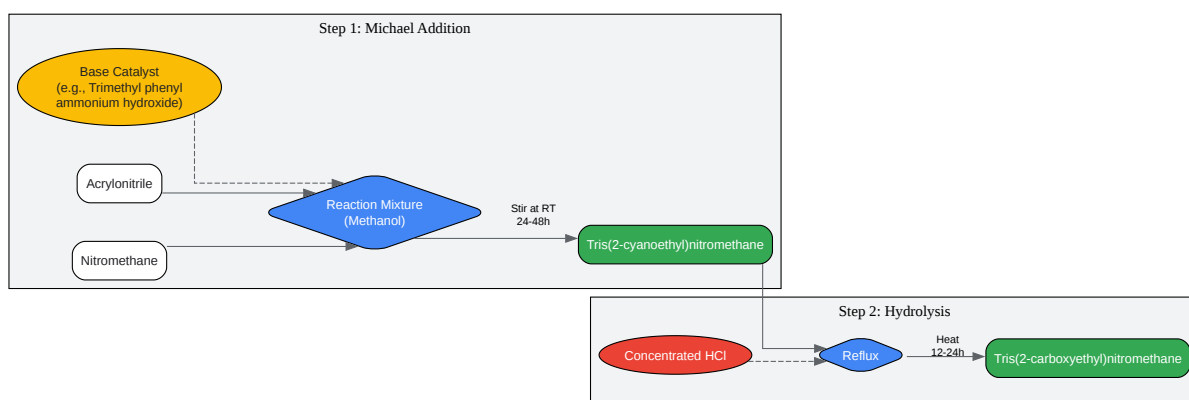 Step 1: Michael Addition
Base Catalyst
(e.g., Trimethyl phenyl
ammonium hydroxide)
Acrylonitrile
Nitromethane
Reaction Mixture
(Methanol)
Stir at RT
24-48h
Tris(2-cyanoethyl)nitromethane
Step 2: Hydrolysis
Concentrated HCl
Reflux
Heat
12-24h
Tris(2-carboxyethyl)nitromethane